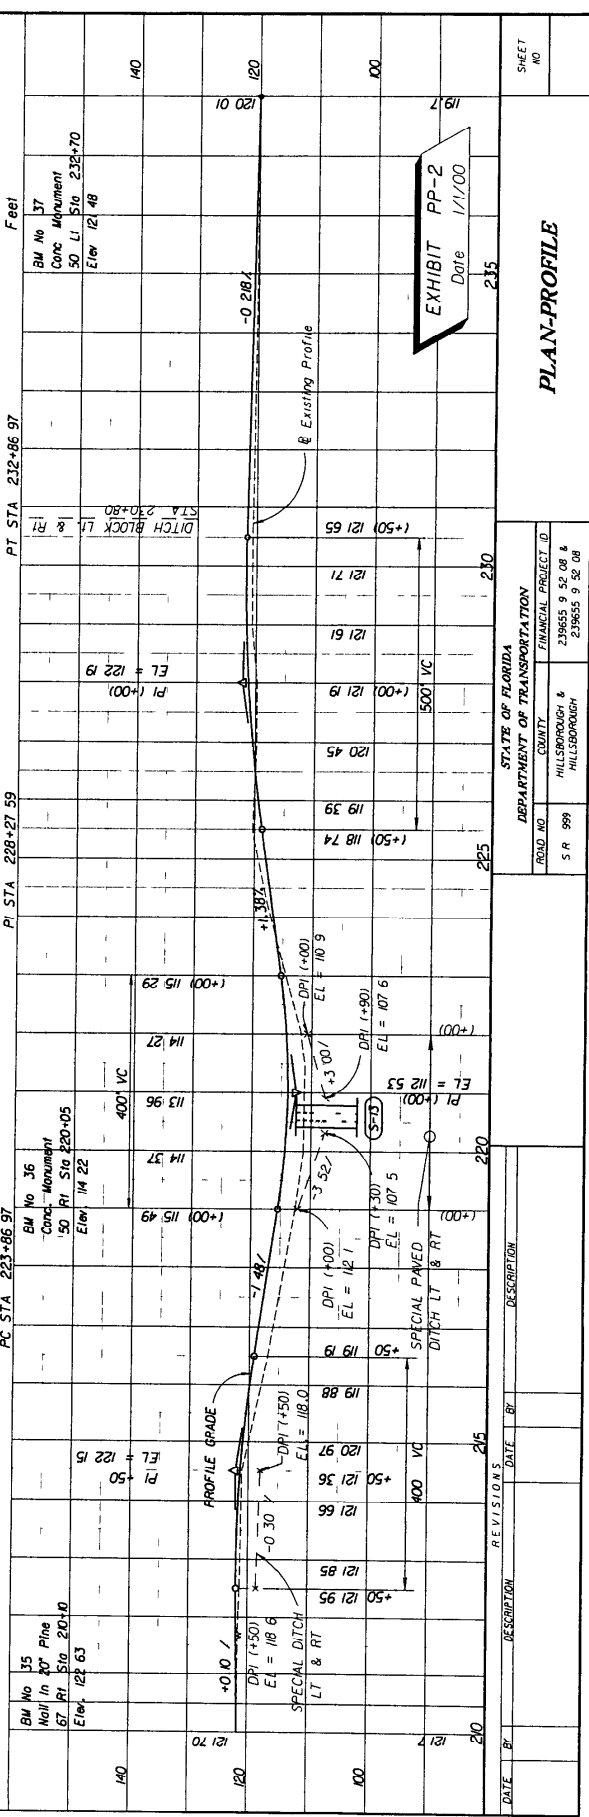 PC STA 223+86 97
PI STA 228+27 59
PT STA 232+86 97
Feet
BM No 35
Nail In 20" Pine
67 Rt Sta 210+10
Elev. 122 63
BM No 36
Conc. Monument
50 Rt Sta 220+05
Elev. 114 22
BM No 37
Conc Monument
50 Lt Sta 232+70
Elev 121 48
140
140
120
120
100
100
PI +50
EL = 122 15
400' VC
PI (+00)
EL = 122 19
DITCH BLOCK Lt & Rt
STA 230+80
121 70
+0.10 /
PROFILE GRADE
-1 48/
+1.38%
-0 218%
℄ Existing Profile
120 01
DPI (+50)
EL = 118 6
SPECIAL DITCH
LT & RT
-0 30 /
DPI (+50)
EL = 118.0
+50 121 95
121 85
121 66
+50 121 36
120 97
119 88
+50 119 19
400 VC
(+00) 115 49
114 37
113 96
114 27
(+00) 115 29
DPI (+00)
EL = 112 1
-3 52/
DPI (+30)
EL = 107 5
S-13
+3 00/
DPI (+90)
EL = 107 6
DPI (+00)
EL = 110 9
PI (+00)
EL = 112 53
SPECIAL PAVED
DITCH LT & RT
(+00)
(+00)
(+50) 118 74
119 39
120 45
(+00) 121 19
121 61
121 71
(+50) 121 65
500' VC
121 7
119.7
210
215
220
225
230
235
EXHIBIT PP-2
Date 1/1/00
REVISIONS
DATE BY DESCRIPTION DATE BY DESCRIPTION
STATE OF FLORIDA
DEPARTMENT OF TRANSPORTATION
ROAD NO COUNTY FINANCIAL PROJECT ID
S R 999
HILLSBOROUGH &
HILLSBOROUGH
239655 9 52 08 &
239655 9 52 08
PLAN-PROFILE
SHEET
NO